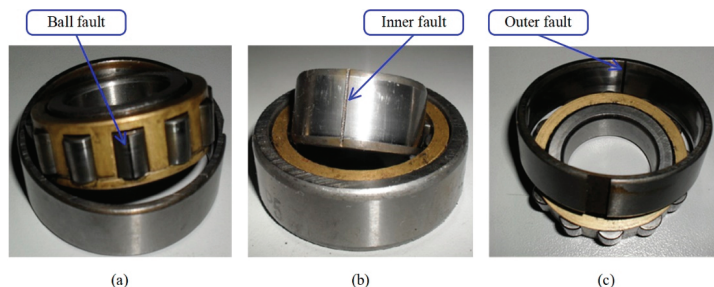 Ball fault
Inner fault
Outer fault
(a)
(b)
(c)